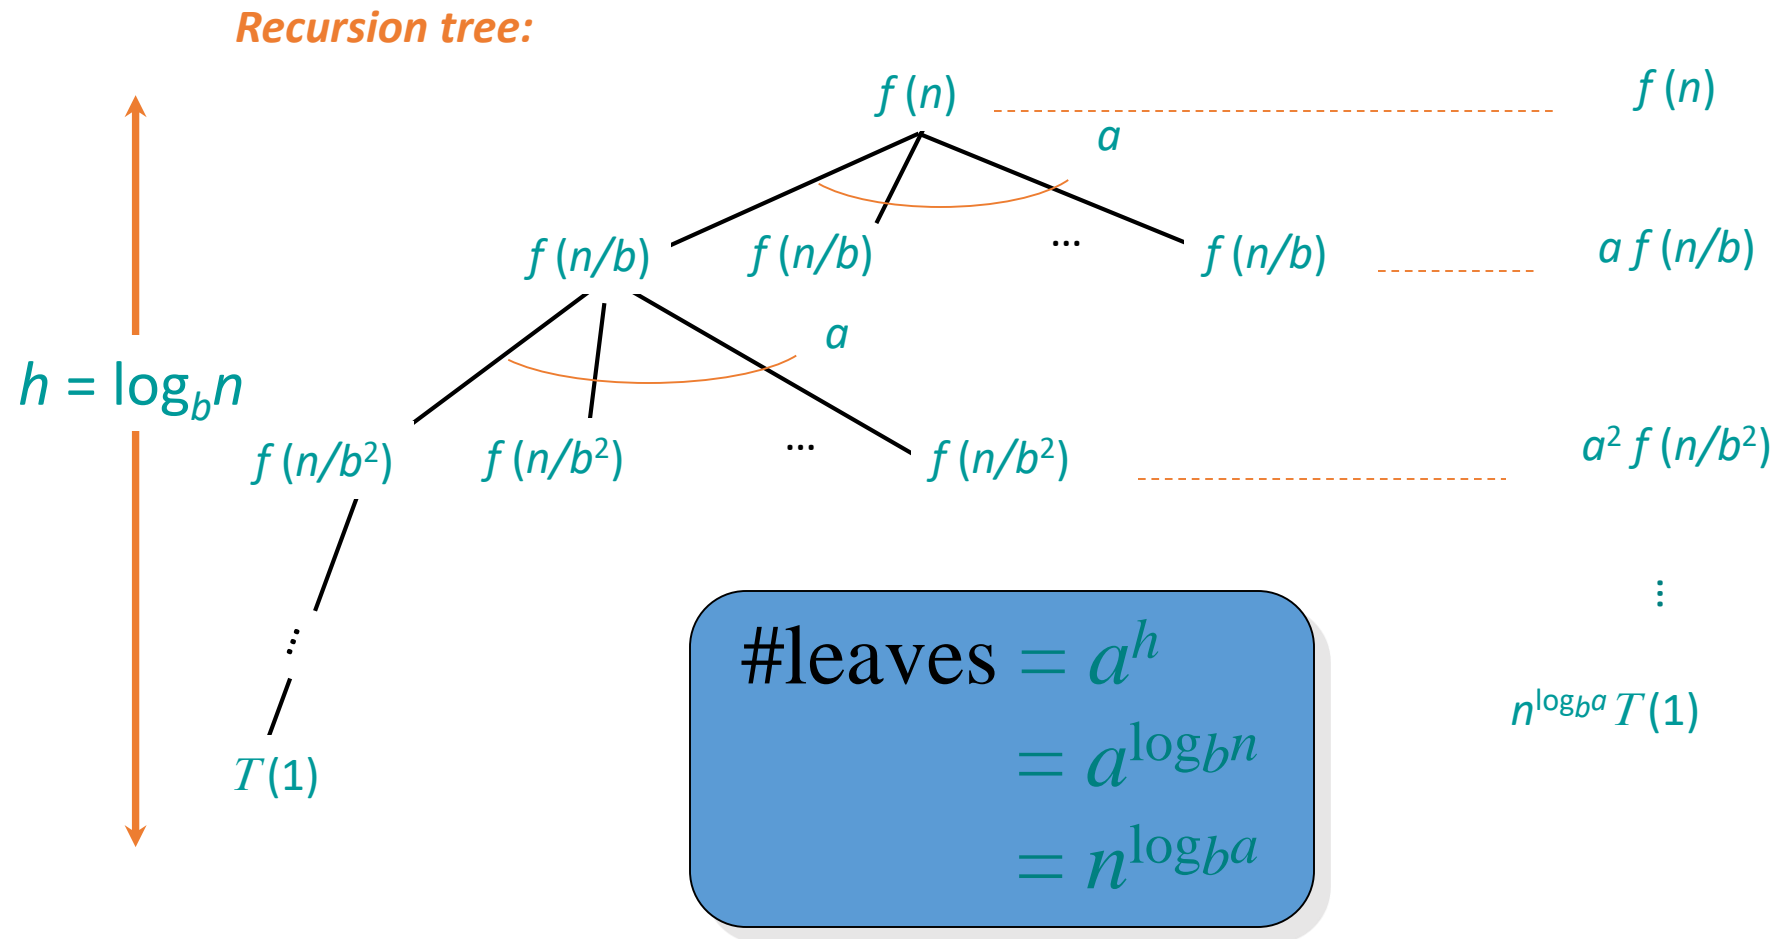 Recursion tree:
f (n) f (n)
a
f (n/b) f (n/b) ... f (n/b) a f (n/b)
a
h = log_b n
f (n/b²) f (n/b²) ... f (n/b²) a² f (n/b²)
...
#leaves = a^h
...
n^{log_b a} T (1)
= a^{log_b n}
T (1)
= n^{log_b a}